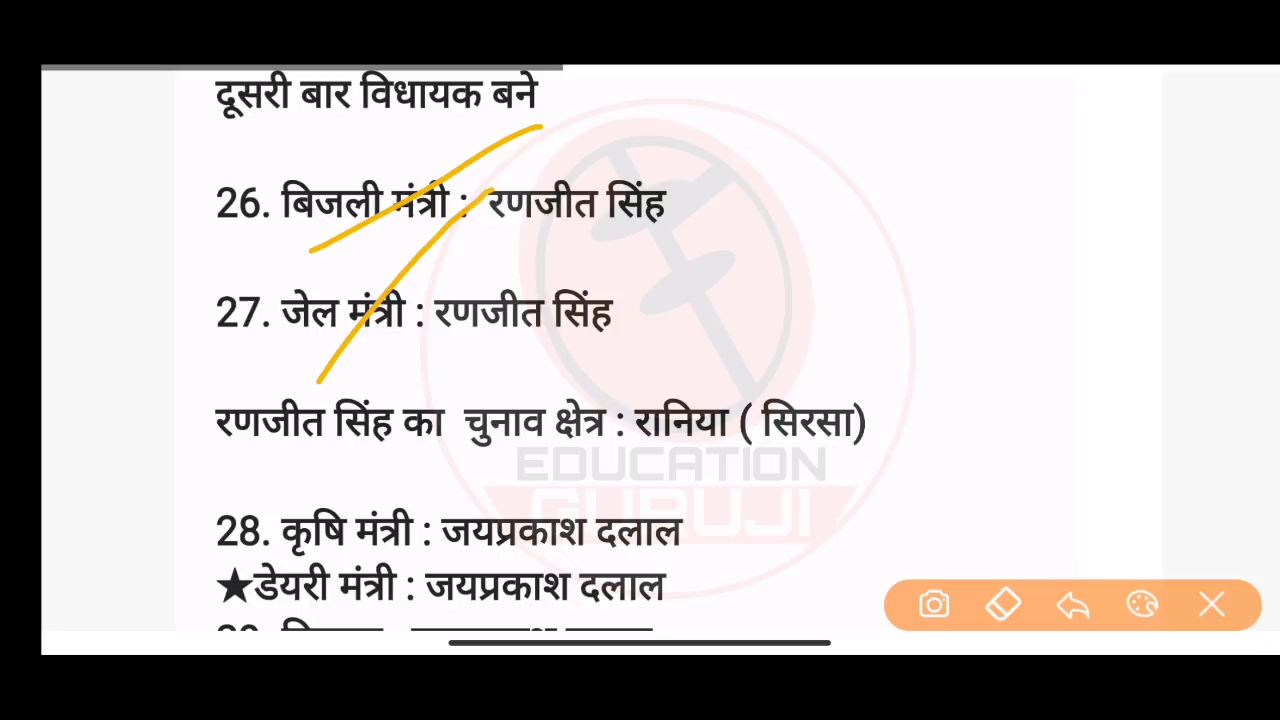 दूसरी बार विधायक बने
26. बिजली मंत्री : रणजीत सिंह
27. जेल मंत्री : रणजीत सिंह
रणजीत सिंह का चुनाव क्षेत्र : रानिया ( सिरसा)
EDUCATION
GURUJI
28. कृषि मंत्री : जयप्रकाश दलाल
★डेयरी मंत्री : जयप्रकाश दलाल